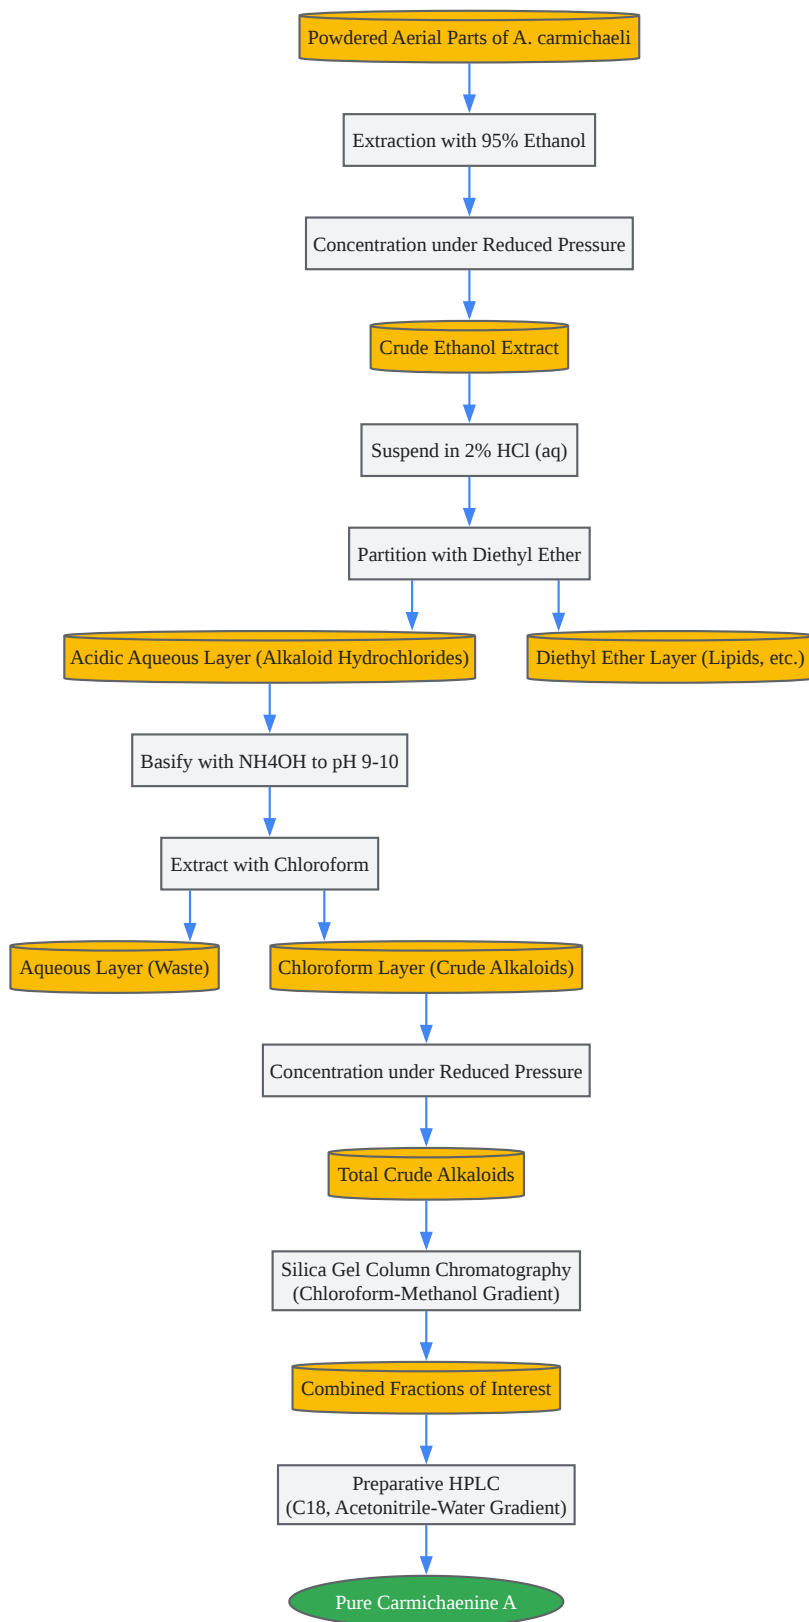 Powdered Aerial Parts of A. carmichaeli
Extraction with 95% Ethanol
Concentration under Reduced Pressure
Crude Ethanol Extract
Suspend in 2% HCl (aq)
Partition with Diethyl Ether
Acidic Aqueous Layer (Alkaloid Hydrochlorides)
Diethyl Ether Layer (Lipids, etc.)
Basify with NH4OH to pH 9-10
Extract with Chloroform
Aqueous Layer (Waste)
Chloroform Layer (Crude Alkaloids)
Concentration under Reduced Pressure
Total Crude Alkaloids
Silica Gel Column Chromatography
(Chloroform-Methanol Gradient)
Combined Fractions of Interest
Preparative HPLC
(C18, Acetonitrile-Water Gradient)
Pure Carmichaenine A